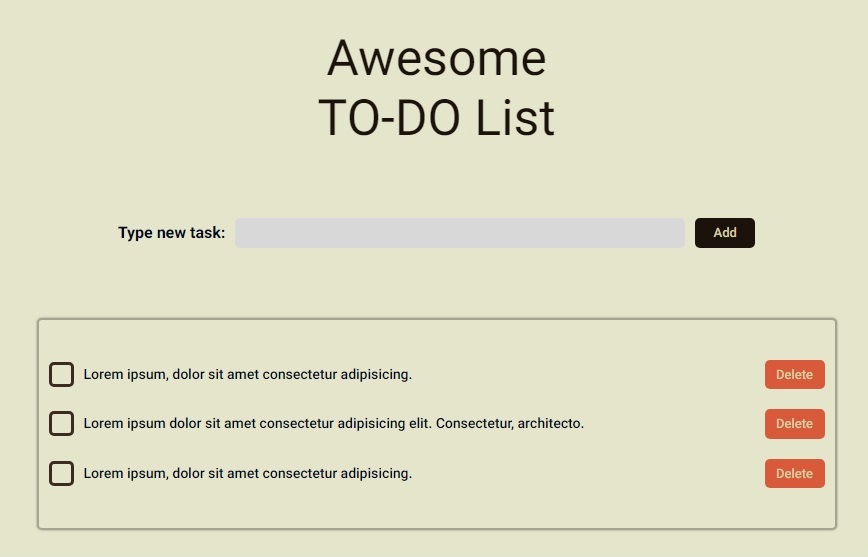 Awesome
TO-DO List
Type new task: Add
Lorem ipsum, dolor sit amet consectetur adipisicing. Delete
Lorem ipsum dolor sit amet consectetur adipisicing elit. Consectetur, architecto. Delete
Lorem ipsum, dolor sit amet consectetur adipisicing. Delete